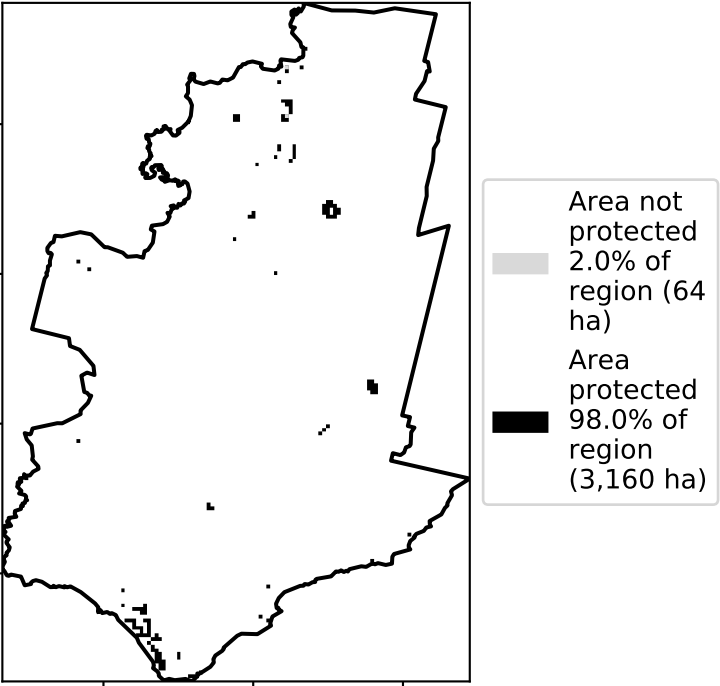 Area not
protected
2.0% of
region (64
ha)
Area
protected
98.0% of
region
(3,160 ha)